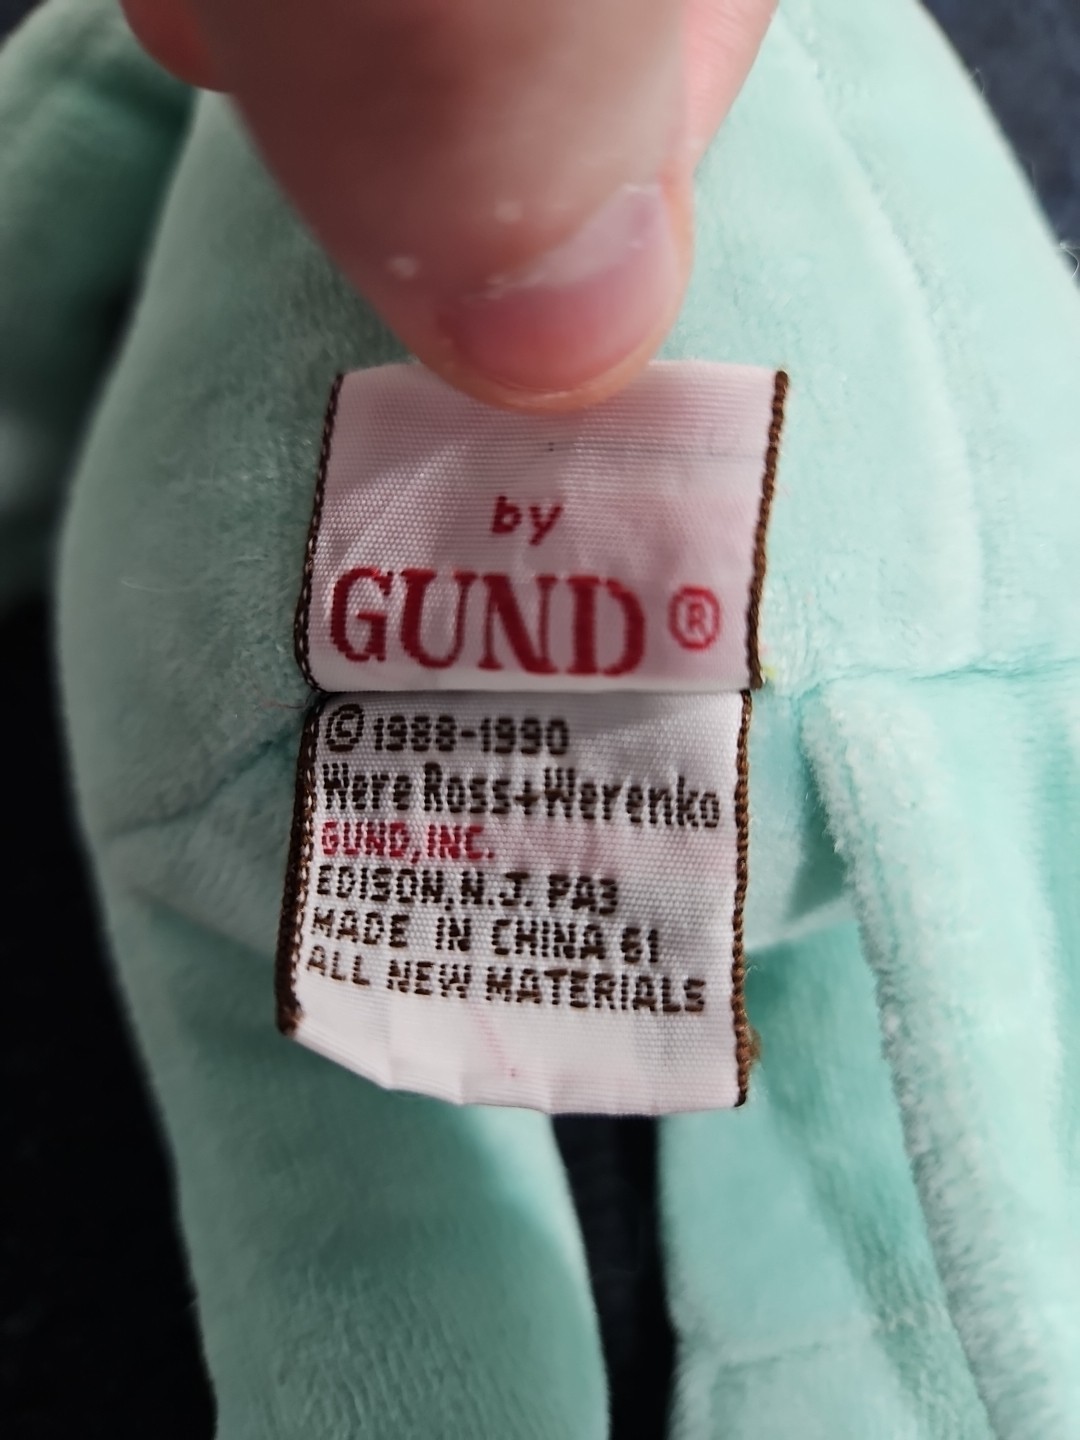 by
GUND ®
© 1988-1990
Were Ross+Werenko
GUND, INC.
EDISON, N.J. PA3
MADE IN CHINA 61
ALL NEW MATERIALS